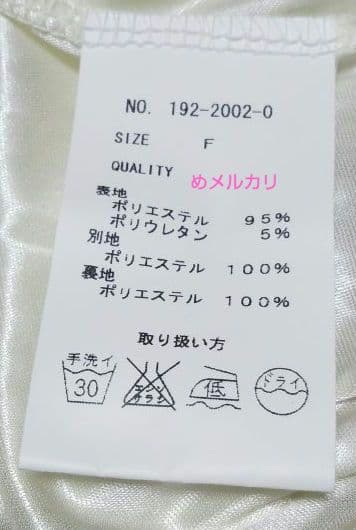 NO. 192-2002-0
SIZE F
QUALITY
めメルカリ
表地
ポリエステル 95%
ポリウレタン 5%
別地
ポリエステル 100%
裏地
ポリエステル 100%
取り扱い方
手洗イ
30
エンソ
サラシ
低
ドライ